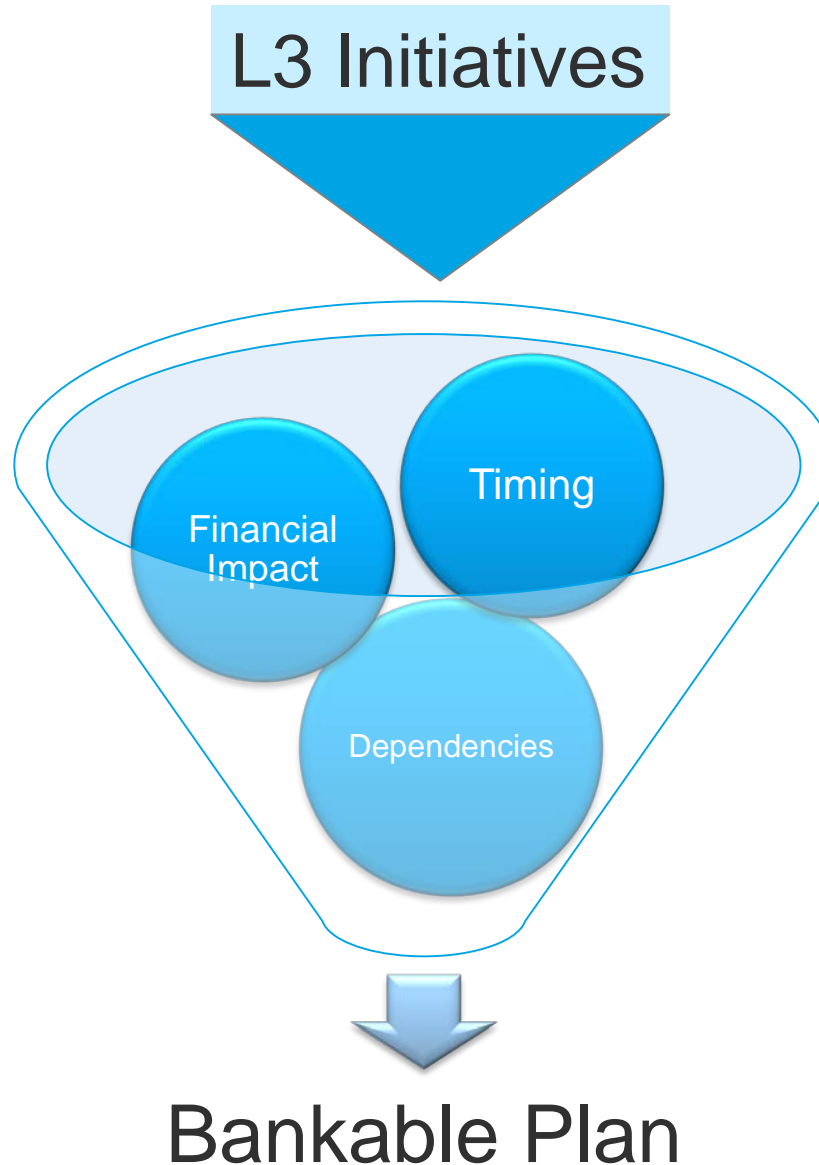 L3 Initiatives
Timing
Financial
Impact
Dependencies
Bankable Plan